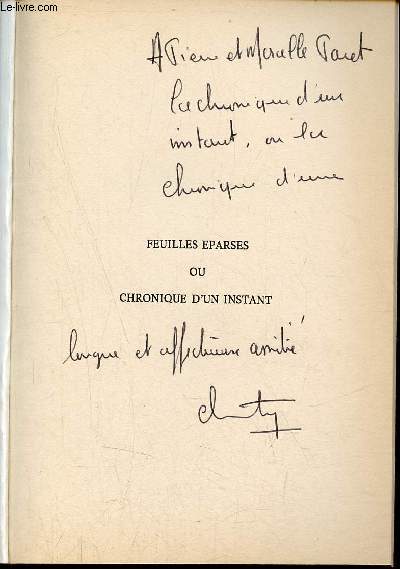 © Le-livre.com
A Pierre et Marcelle
la chronique d'un
instant, ou la
chronique d'une
FEUILLES EPARSES
OU
CHRONIQUE D'UN INSTANT
longue et affectueuse amitié